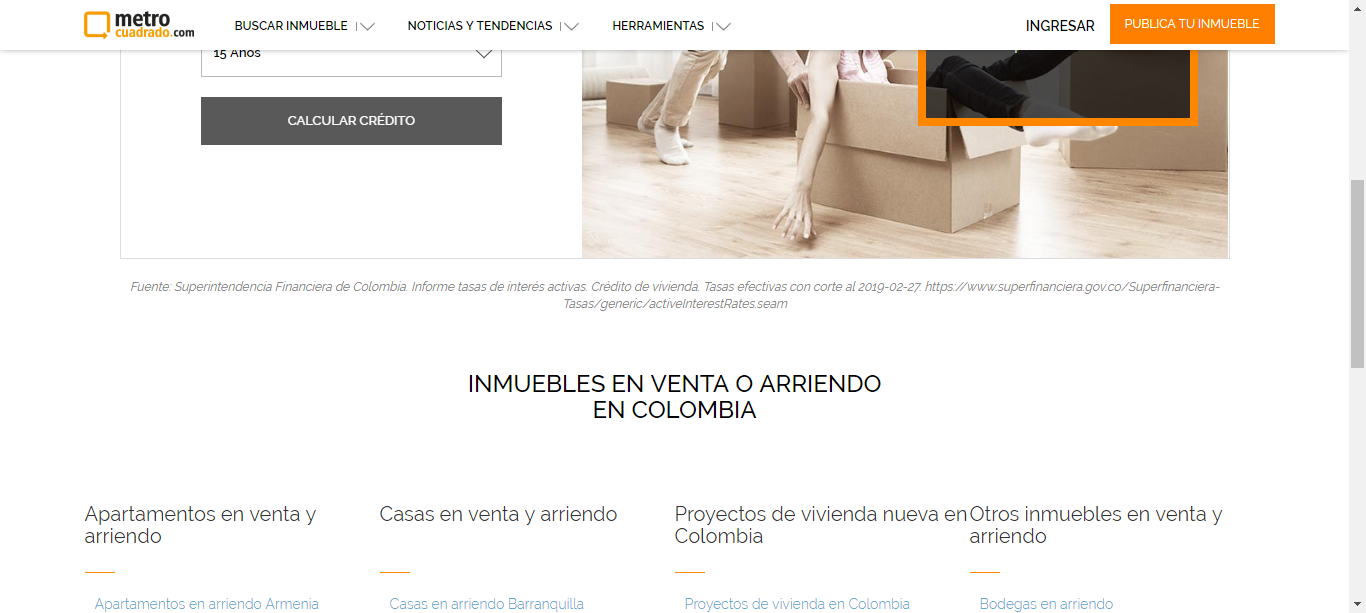 metro
cuadrado.com
BUSCAR INMUEBLE
NOTICIAS Y TENDENCIAS
HERRAMIENTAS
INGRESAR
PUBLICA TU INMUEBLE
15 Años
CALCULAR CRÉDITO
Fuente: Superintendencia Financiera de Colombia. Informe tasas de interés activas. Crédito de vivienda. Tasas efectivas con corte al 2019-02-27. https://www.superfinanciera.gov.co/Superfinanciera-
Tasas/generic/activeInterestRates.seam
INMUEBLES EN VENTA O ARRIENDO
EN COLOMBIA
Apartamentos en venta y
arriendo
Apartamentos en arriendo Armenia
Casas en venta y arriendo
Casas en arriendo Barranquilla
Proyectos de vivienda nueva en
Colombia
Proyectos de vivienda en Colombia
Otros inmuebles en venta y
arriendo
Bodegas en arriendo